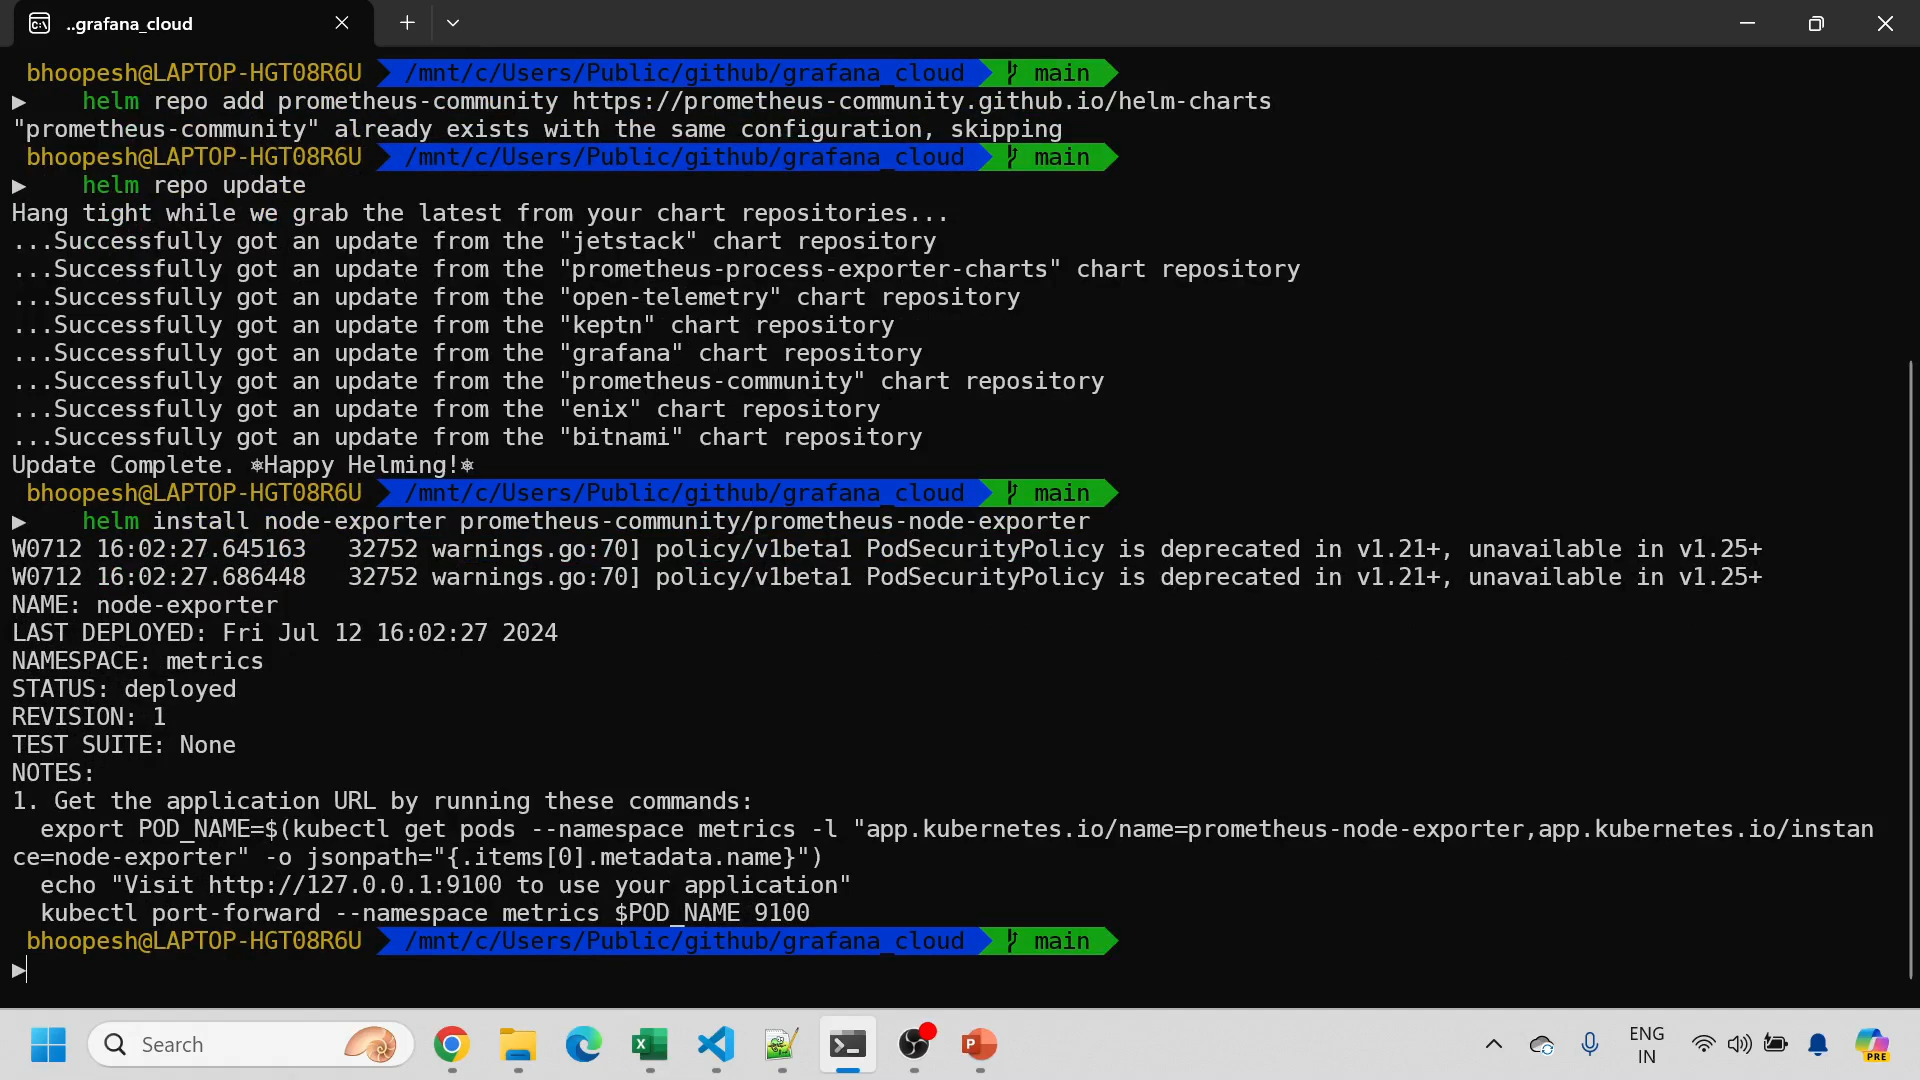 ..grafana_cloud
bhoopesh@LAPTOP-HGT08R6U /mnt/c/Users/Public/github/grafana_cloud main
helm repo add prometheus-community https://prometheus-community.github.io/helm-charts
"prometheus-community" already exists with the same configuration, skipping
bhoopesh@LAPTOP-HGT08R6U /mnt/c/Users/Public/github/grafana_cloud main
helm repo update
Hang tight while we grab the latest from your chart repositories...
...Successfully got an update from the "jetstack" chart repository
...Successfully got an update from the "prometheus-process-exporter-charts" chart repository
...Successfully got an update from the "open-telemetry" chart repository
...Successfully got an update from the "keptn" chart repository
...Successfully got an update from the "grafana" chart repository
...Successfully got an update from the "prometheus-community" chart repository
...Successfully got an update from the "enix" chart repository
...Successfully got an update from the "bitnami" chart repository
Update Complete. ⎈Happy Helming!⎈
bhoopesh@LAPTOP-HGT08R6U /mnt/c/Users/Public/github/grafana_cloud main
helm install node-exporter prometheus-community/prometheus-node-exporter
W0712 16:02:27.645163   32752 warnings.go:70] policy/v1beta1 PodSecurityPolicy is deprecated in v1.21+, unavailable in v1.25+
W0712 16:02:27.686448   32752 warnings.go:70] policy/v1beta1 PodSecurityPolicy is deprecated in v1.21+, unavailable in v1.25+
NAME: node-exporter
LAST DEPLOYED: Fri Jul 12 16:02:27 2024
NAMESPACE: metrics
STATUS: deployed
REVISION: 1
TEST SUITE: None
NOTES:
1. Get the application URL by running these commands:
export POD_NAME=$(kubectl get pods --namespace metrics -l "app.kubernetes.io/name=prometheus-node-exporter,app.kubernetes.io/instan
ce=node-exporter" -o jsonpath="{.items[0].metadata.name}")
echo "Visit http://127.0.0.1:9100 to use your application"
kubectl port-forward --namespace metrics $POD_NAME 9100
bhoopesh@LAPTOP-HGT08R6U /mnt/c/Users/Public/github/grafana_cloud main
Search
ENG
IN
PRE